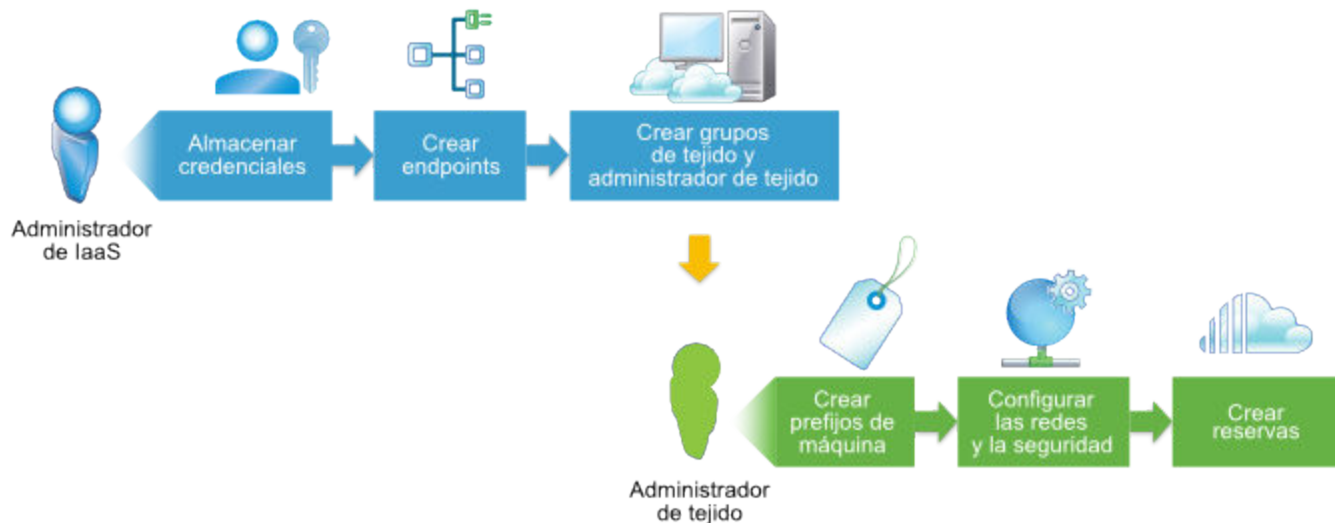 Almacenar
credenciales
Crear
endpoints
Crear grupos
de tejido y
administrador de tejido
Administrador
de IaaS
Crear
prefijos de
máquina
Configurar
las redes
y la seguridad
Crear
reservas
Administrador
de tejido